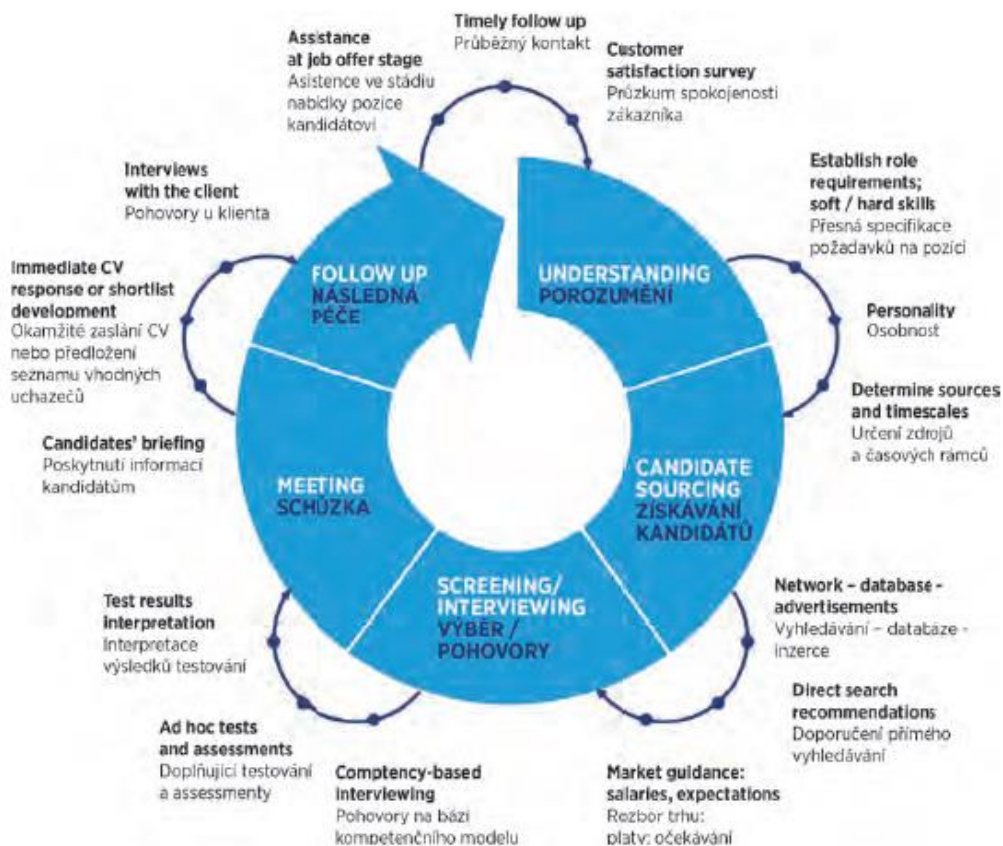 Timely follow up
Průběžný kontakt
Assistance
at job offer stage
Asistence ve stádiu
nabídky pozice
kandidátovi
Customer
satisfaction survey
Průzkum spokojenosti
zákazníka
Interviews
with the client
Pohovory u klienta
Establish role
requirements;
soft / hard skills
Přesná specifikace
požadavků na pozici
Immediate CV
response or shortlist
development
Okamžité zaslání CV
nebo předložení
seznamu vhodných
uchazečů
FOLLOW UP
NÁSLEDNÁ
PÉČE
UNDERSTANDING
POROZUMĚNÍ
Personality
Osobnost
Determine sources
and timescales
Určení zdrojů
a časových rámců
Candidates' briefing
Poskytnutí informací
kandidátům
MEETING
SCHŮZKA
CANDIDATE
SOURCING
ZÍSKÁVÁNÍ
KANDIDÁTŮ
SCREENING/
INTERVIEWING
VÝBĚR /
POHOVORY
Test results
interpretation
Interpretace
výsledků testování
Network – database -
advertisements
Vyhledávání – databáze -
inzerce
Direct search
recommendations
Doporučení přímého
vyhledávání
Ad hoc tests
and assessments
Doplňující testování
a assessmenty
Comptency-based
interviewing
Pohovory na bázi
kompetenčního modelu
Market guidance:
salaries, expectations
Rozbor trhu:
platy; očekávání